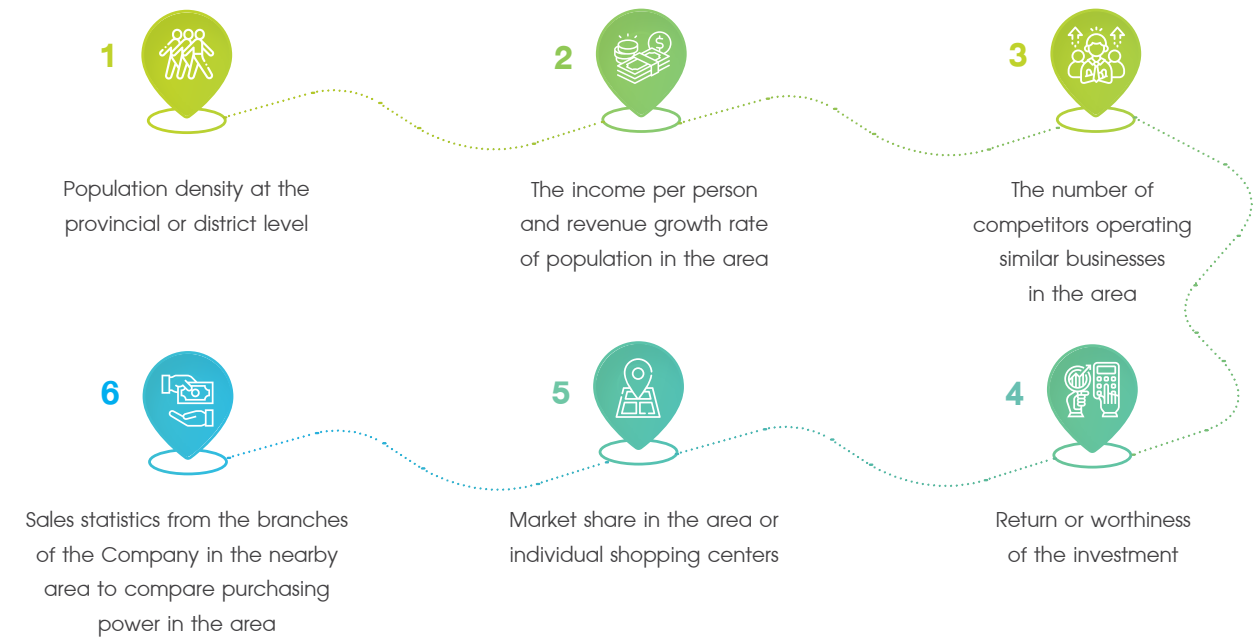 1
Population density at the
provincial or district level
2
The income per person
and revenue growth rate
of population in the area
3
The number of
competitors operating
similar businesses
in the area
4
Return or worthiness
of the investment
5
Market share in the area or
individual shopping centers
6
Sales statistics from the branches
of the Company in the nearby
area to compare purchasing
power in the area